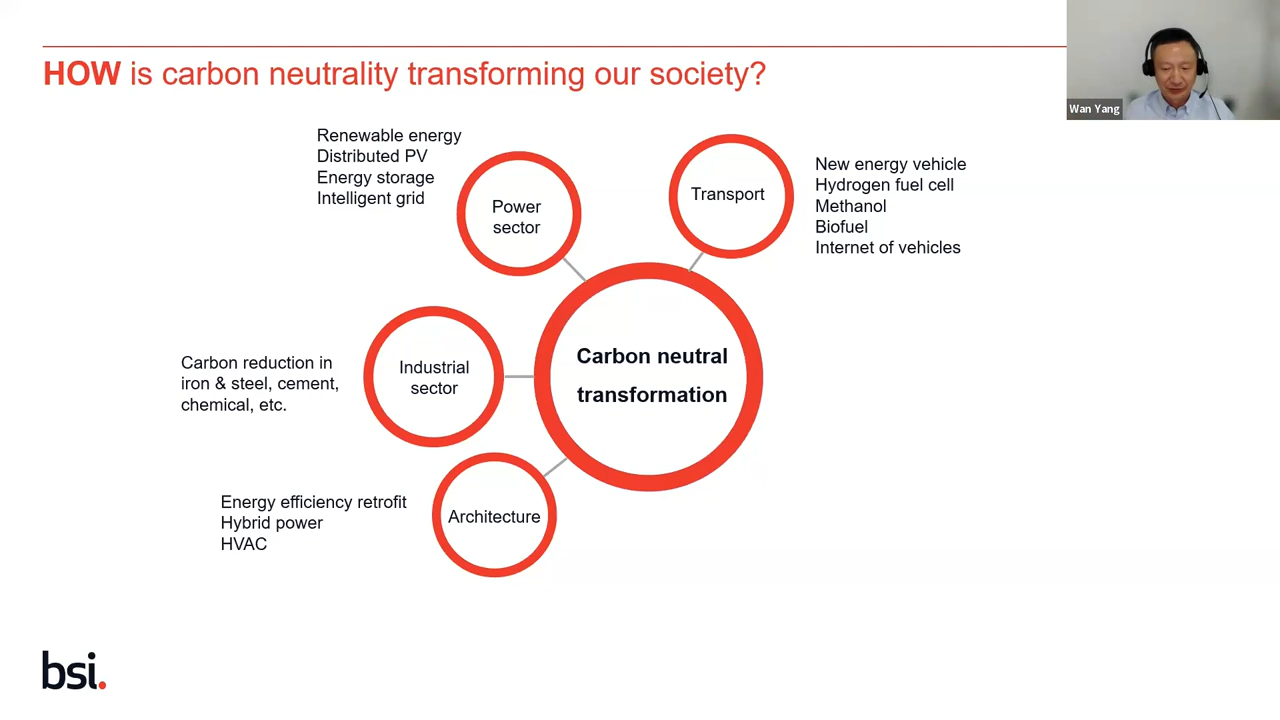 HOW is carbon neutrality transforming our society?
Wan Yang
Renewable energy
Distributed PV
Energy storage
Intelligent grid
Power
sector
Transport
New energy vehicle
Hydrogen fuel cell
Methanol
Biofuel
Internet of vehicles
Carbon neutral
transformation
Carbon reduction in
iron & steel, cement,
chemical, etc.
Industrial
sector
Energy efficiency retrofit
Hybrid power
HVAC
Architecture
bsi.